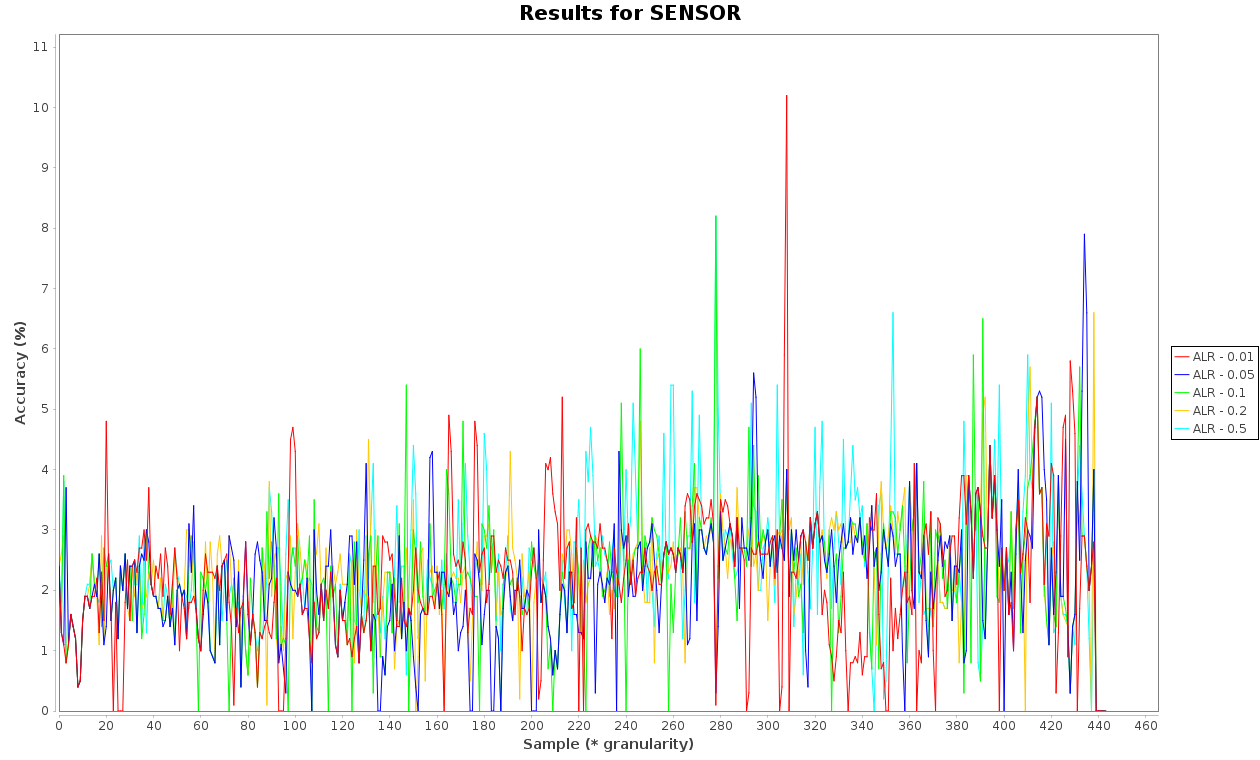 Results for SENSOR
Accuracy (%)
11
10
9
8
7
6
5
4
3
2
1
0
0 20 40 60 80 100 120 140 160 180 200 220 240 260 280 300 320 340 360 380 400 420 440 460
Sample (* granularity)
ALR - 0.01
ALR - 0.05
ALR - 0.1
ALR - 0.2
ALR - 0.5